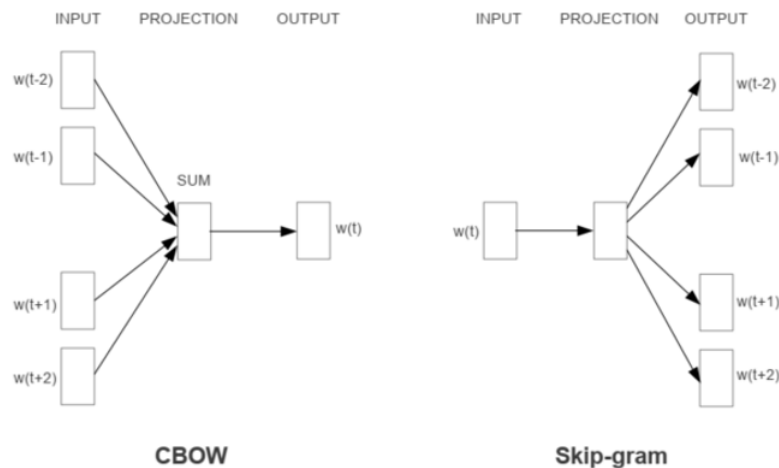 INPUT PROJECTION OUTPUT
w(t-2)
w(t-1)
SUM
w(t)
w(t+1)
w(t+2)
CBOW
INPUT PROJECTION OUTPUT
w(t-2)
w(t-1)
w(t)
w(t+1)
w(t+2)
Skip-gram